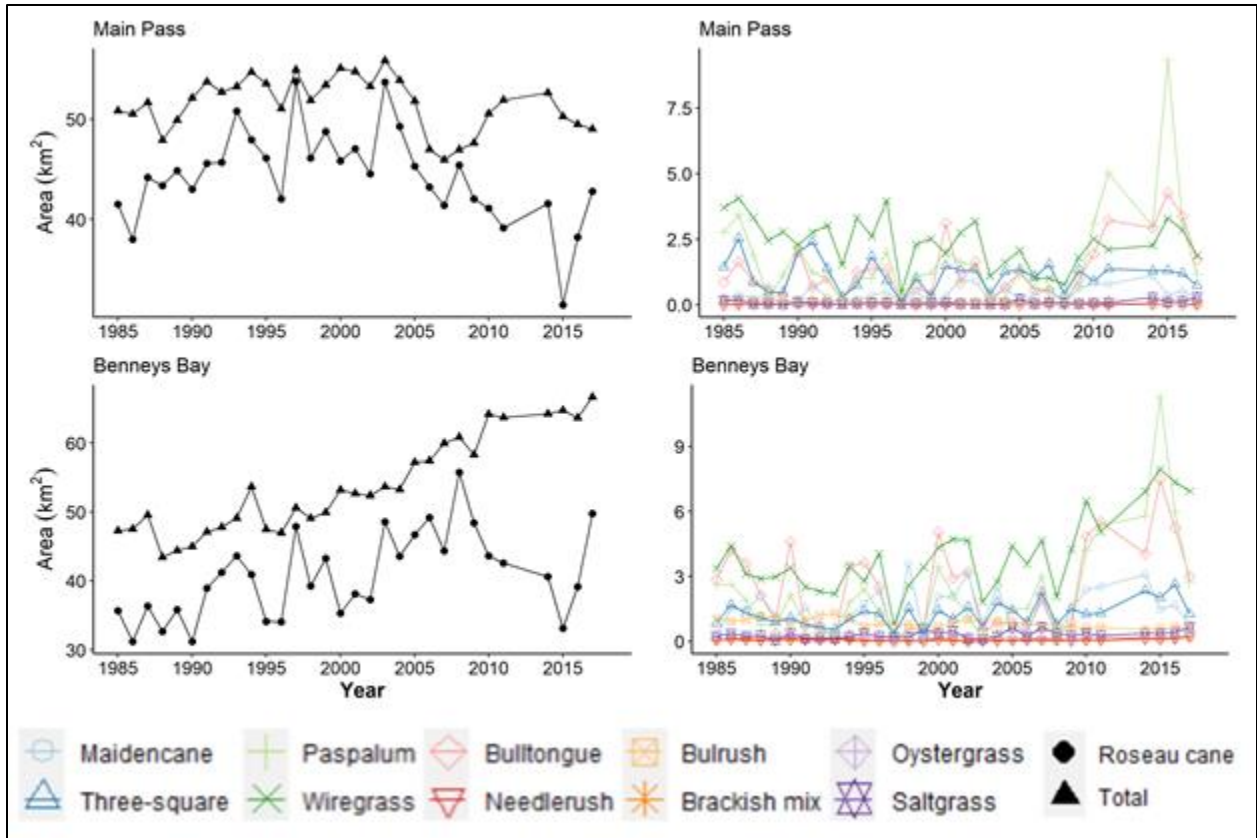 Main Pass
Area (km²)
50
40
1985 1990 1995 2000 2005 2010 2015
Main Pass
7.5
5.0
2.5
0.0
1985 1990 1995 2000 2005 2010 2015
Benneys Bay
Area (km²)
60
50
40
30
1985 1990 1995 2000 2005 2010 2015
Year
Benneys Bay
9
6
3
0
1985 1990 1995 2000 2005 2010 2015
Year
Maidencane Paspalum Bulltongue Bulrush Oystergrass Roseau cane
Three-square Wiregrass Needlerush Brackish mix Saltgrass Total